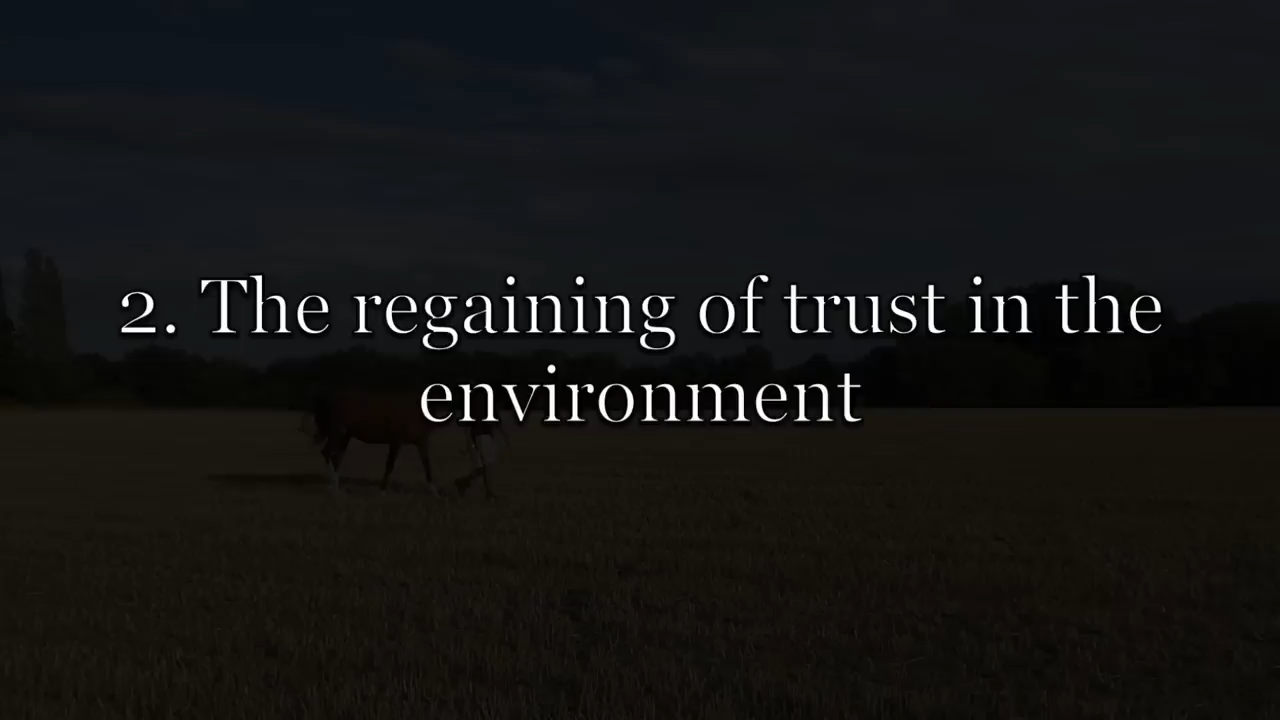 2. The regaining of trust in the
environment